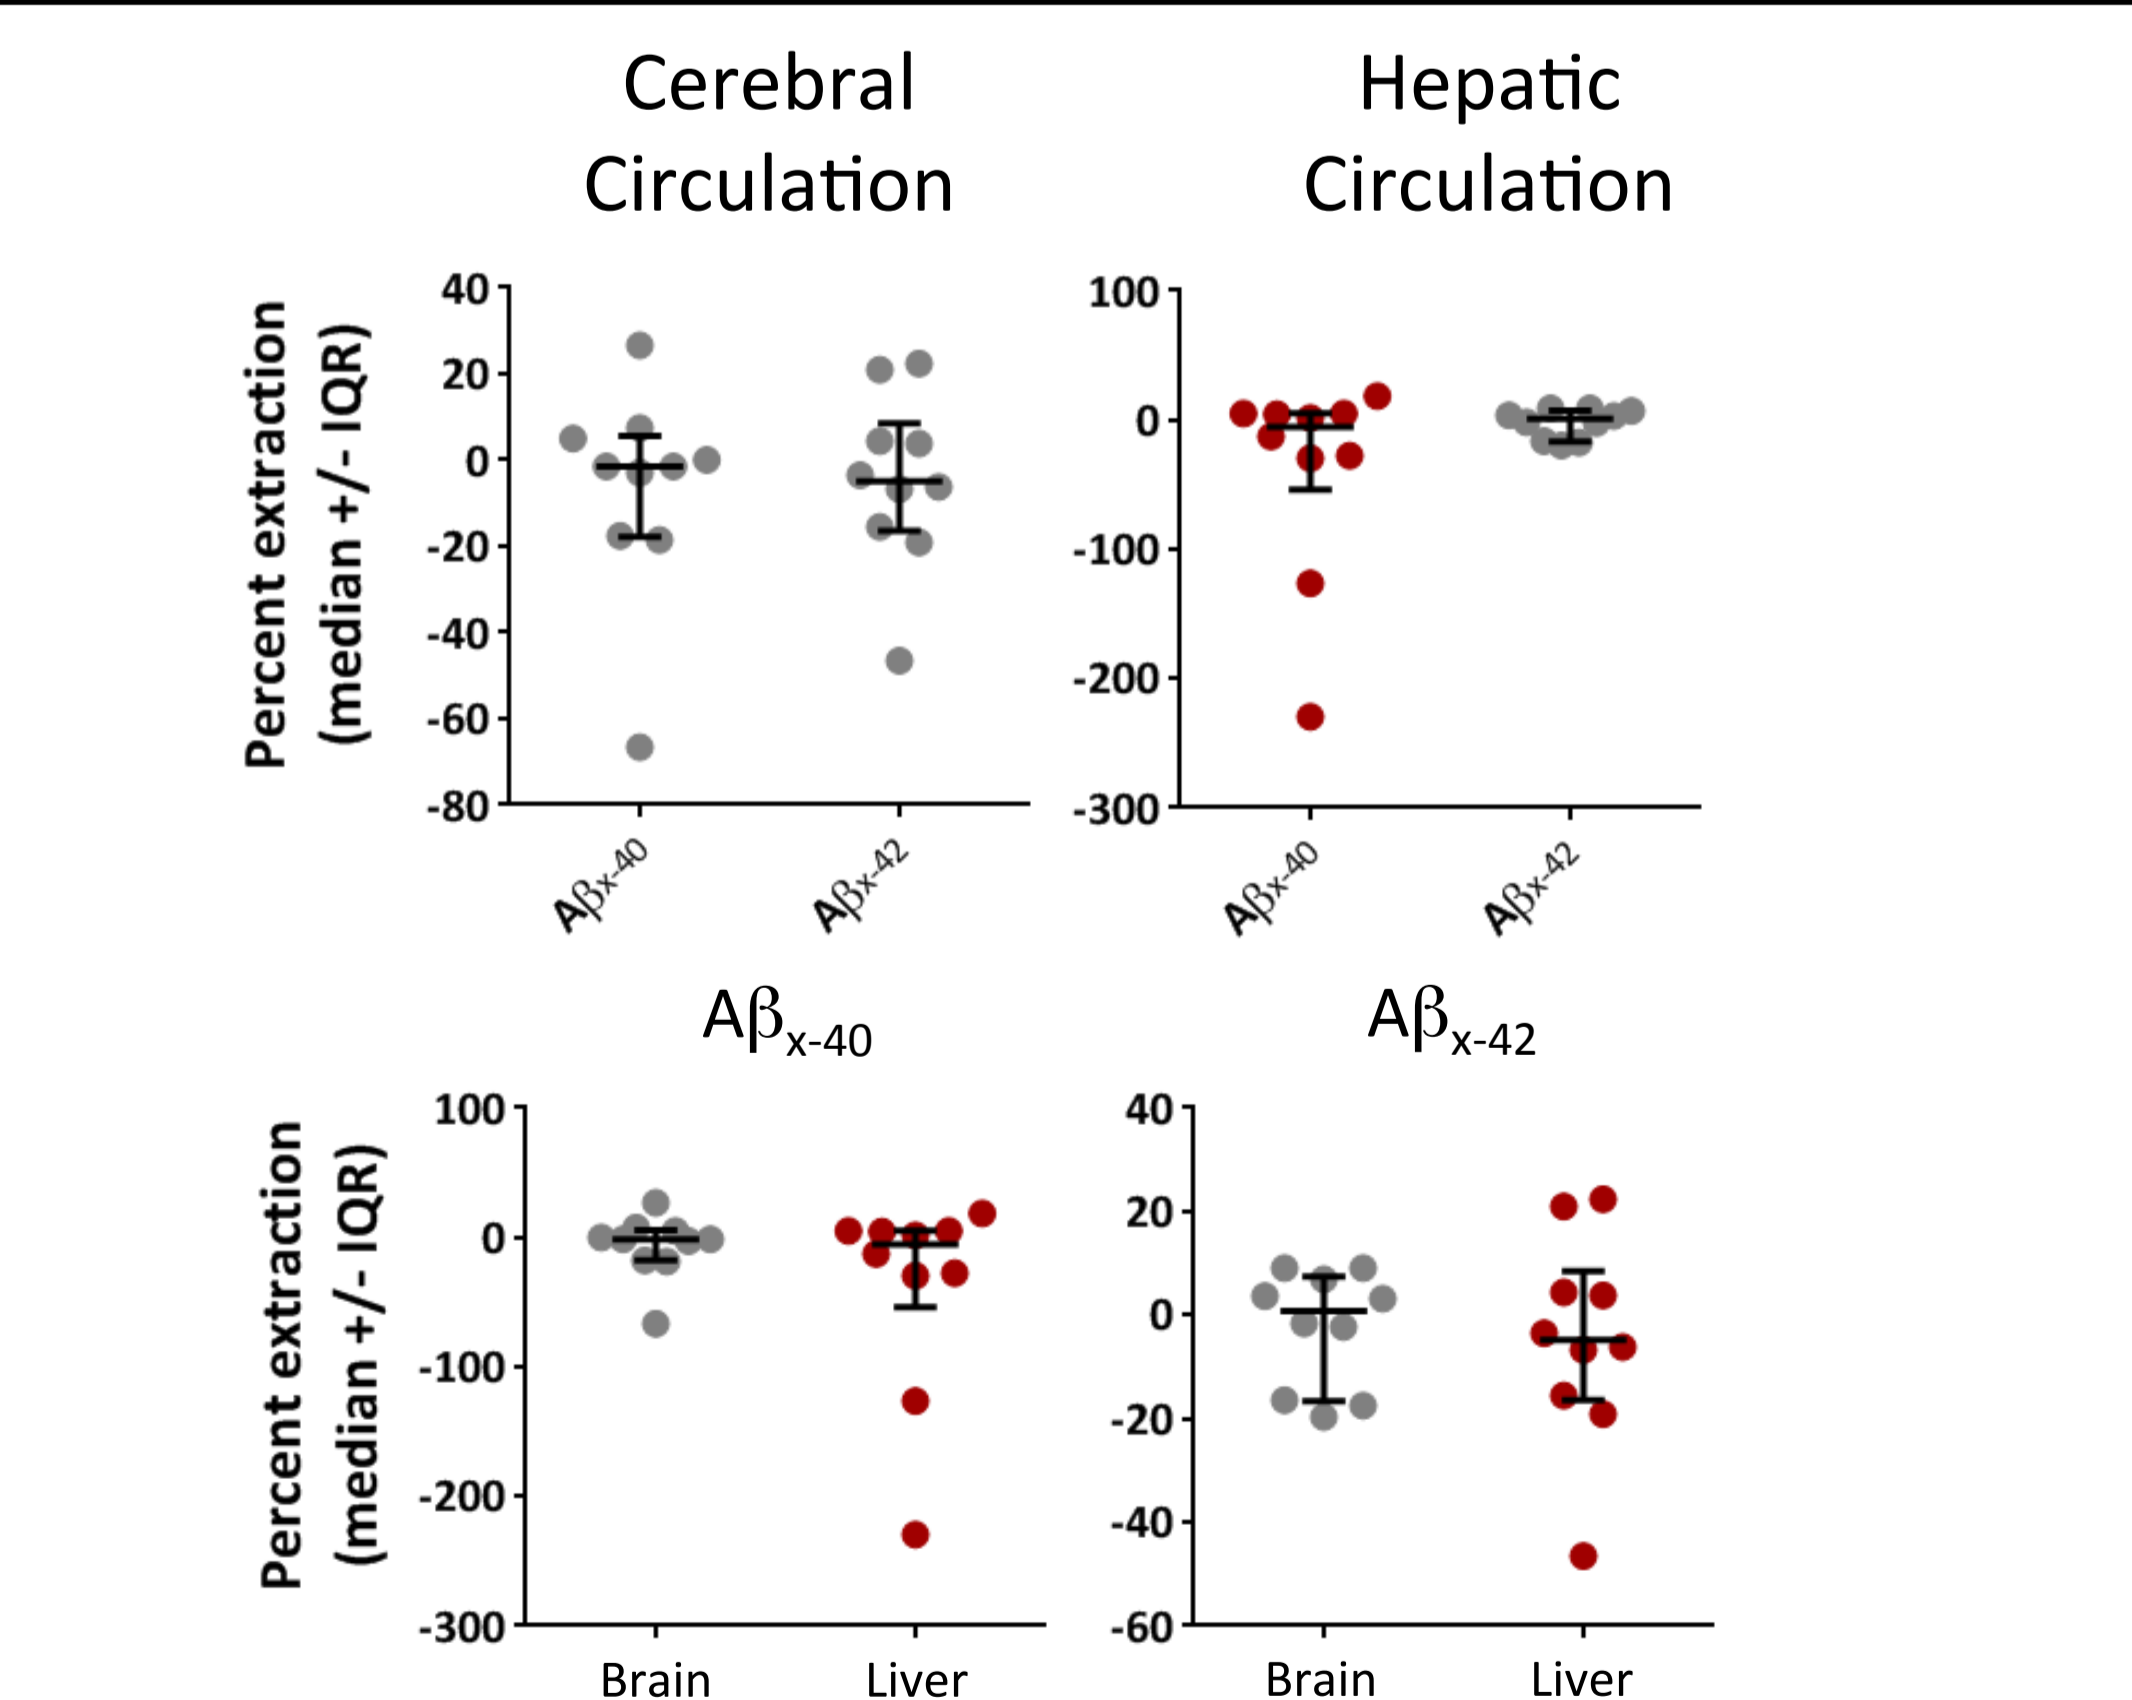 Cerebral
Circulation
Hepatic
Circulation
Percent extraction
(median +/- IQR)
40
20
0
-20
-40
-60
-80
Aβx-40
Aβx-42
100
0
-100
-200
-300
Aβx-40
Aβx-42
Aβx-40
Aβx-42
Percent extraction
(median +/- IQR)
100
0
-100
-200
-300
Brain
Liver
40
20
0
-20
-40
-60
Brain
Liver